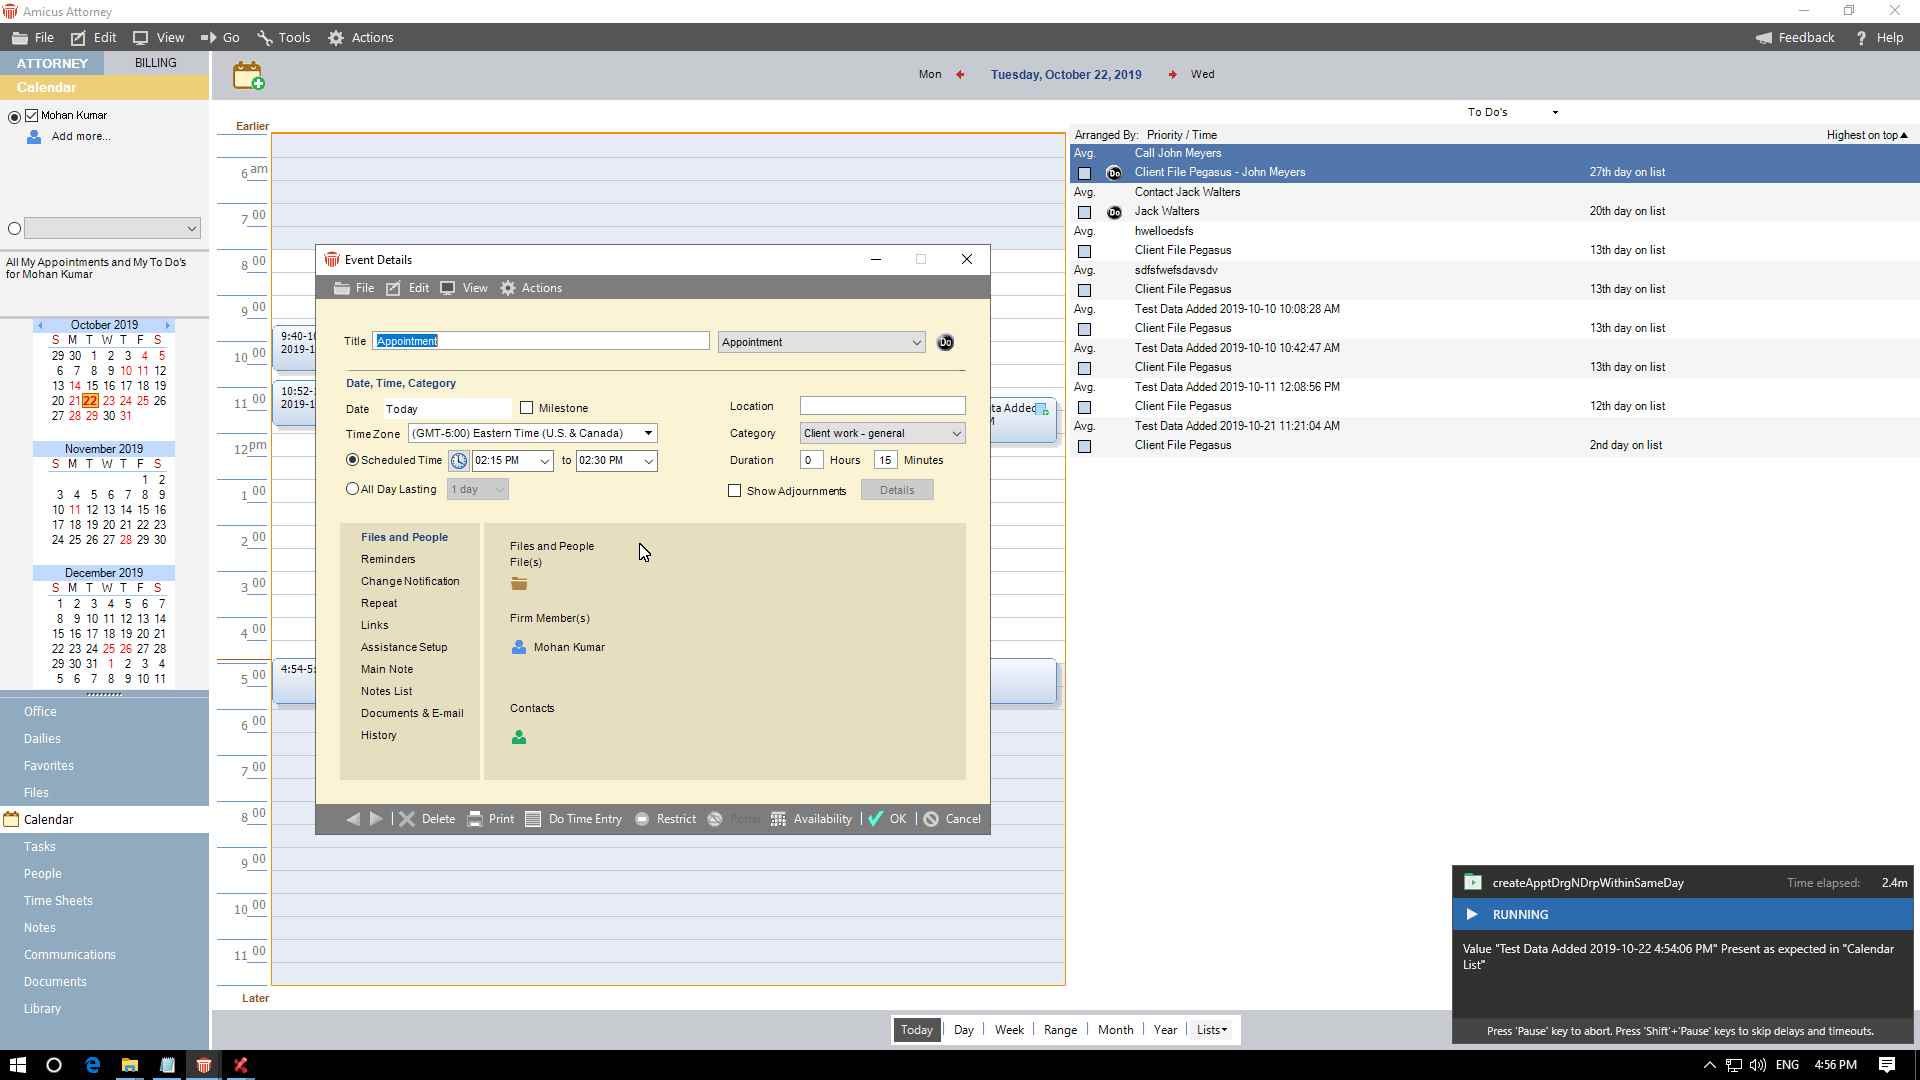 Amicus Attorney
File Edit View Go Tools Actions Feedback Help
ATTORNEY BILLING
Calendar
Mohan Kumar
Add more...
All My Appointments and My To Do's
for Mohan Kumar
October 2019
S M T W T F S
29 30 1 2 3 4 5
6 7 8 9 10 11 12
13 14 15 16 17 18 19
20 21 22 23 24 25 26
27 28 29 30 31
November 2019
S M T W T F S
1 2
3 4 5 6 7 8 9
10 11 12 13 14 15 16
17 18 19 20 21 22 23
24 25 26 27 28 29 30
December 2019
S M T W T F S
1 2 3 4 5 6 7
8 9 10 11 12 13 14
15 16 17 18 19 20 21
22 23 24 25 26 27 28
29 30 31 1 2 3 4
5 6 7 8 9 10 11
Office
Dailies
Favorites
Files
Calendar
Tasks
People
Time Sheets
Notes
Communications
Documents
Library
Mon Tuesday, October 22, 2019 Wed
Earlier
6 am
7 00
8 00
9 00
10 00
11 00
12 pm
1 00
2 00
3 00
4 00
5 00
6 00
7 00
8 00
9 00
10 00
11 00
Later
9:40-10
2019-1
10:52-
2019-1
ta Added
4:54-5:
Event Details
File Edit View Actions
Title Appointment Appointment Do
Date, Time, Category
Date Today Milestone
Time Zone (GMT-5:00) Eastern Time (U.S. & Canada)
Scheduled Time 02:15 PM to 02:30 PM
All Day Lasting 1 day
Location
Category Client work - general
Duration 0 Hours 15 Minutes
Show Adjournments Details
Files and People
Reminders
Change Notification
Repeat
Links
Assistance Setup
Main Note
Notes List
Documents & E-mail
History
Files and People
File(s)
Firm Member(s)
Mohan Kumar
Contacts
Delete Print Do Time Entry Restrict Portal Availability OK Cancel
To Do's
Arranged By: Priority / Time Highest on top
Avg. Call John Meyers
Do Client File Pegasus - John Meyers 27th day on list
Avg. Contact Jack Walters
Do Jack Walters 20th day on list
Avg. hwelloedsfs
Client File Pegasus 13th day on list
Avg. sdfsfwefsdavsdv
Client File Pegasus 13th day on list
Avg. Test Data Added 2019-10-10 10:08:28 AM
Client File Pegasus 13th day on list
Avg. Test Data Added 2019-10-10 10:42:47 AM
Client File Pegasus 13th day on list
Avg. Test Data Added 2019-10-11 12:08:56 PM
Client File Pegasus 12th day on list
Avg. Test Data Added 2019-10-21 11:21:04 AM
Client File Pegasus 2nd day on list
Today Day Week Range Month Year Lists
createApptDrgNDrpWithinSameDay Time elapsed: 2.4m
RUNNING
Value "Test Data Added 2019-10-22 4:54:06 PM" Present as expected in "Calendar
List"
Press 'Pause' key to abort. Press 'Shift'+'Pause' keys to skip delays and timeouts.
ENG 4:56 PM